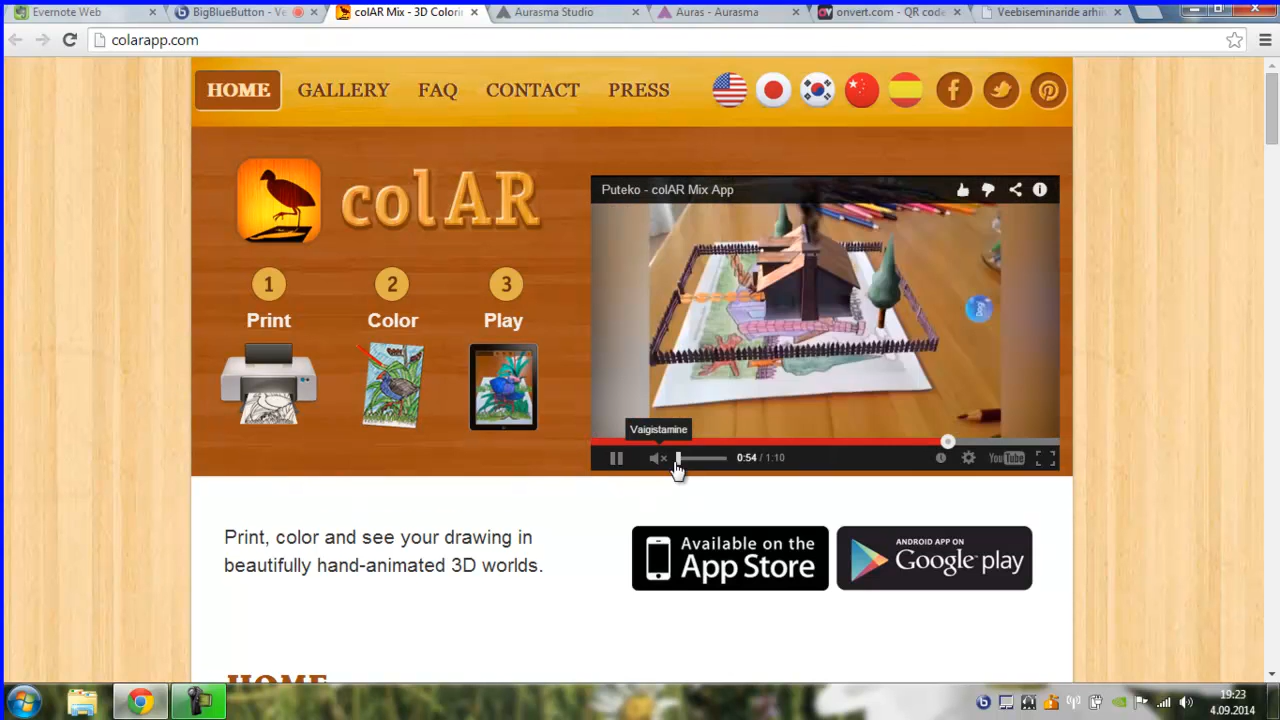 Evernote Web
BigBlueButton - Ve
colAR Mix - 3D Colorin
Aurasma Studio
Auras - Aurasma
onvert.com - QR code
Veebiseminaride arhi
colarapp.com
HOME GALLERY FAQ CONTACT PRESS
colAR
1 2 3
Print Color Play
Puteko - colAR Mix App
Vaigistamine
0:54 / 1:10
YouTube
Print, color and see your drawing in
beautifully hand-animated 3D worlds.
Available on the
App Store
ANDROID APP ON
Google play
HOME
19:23
4.09.2014